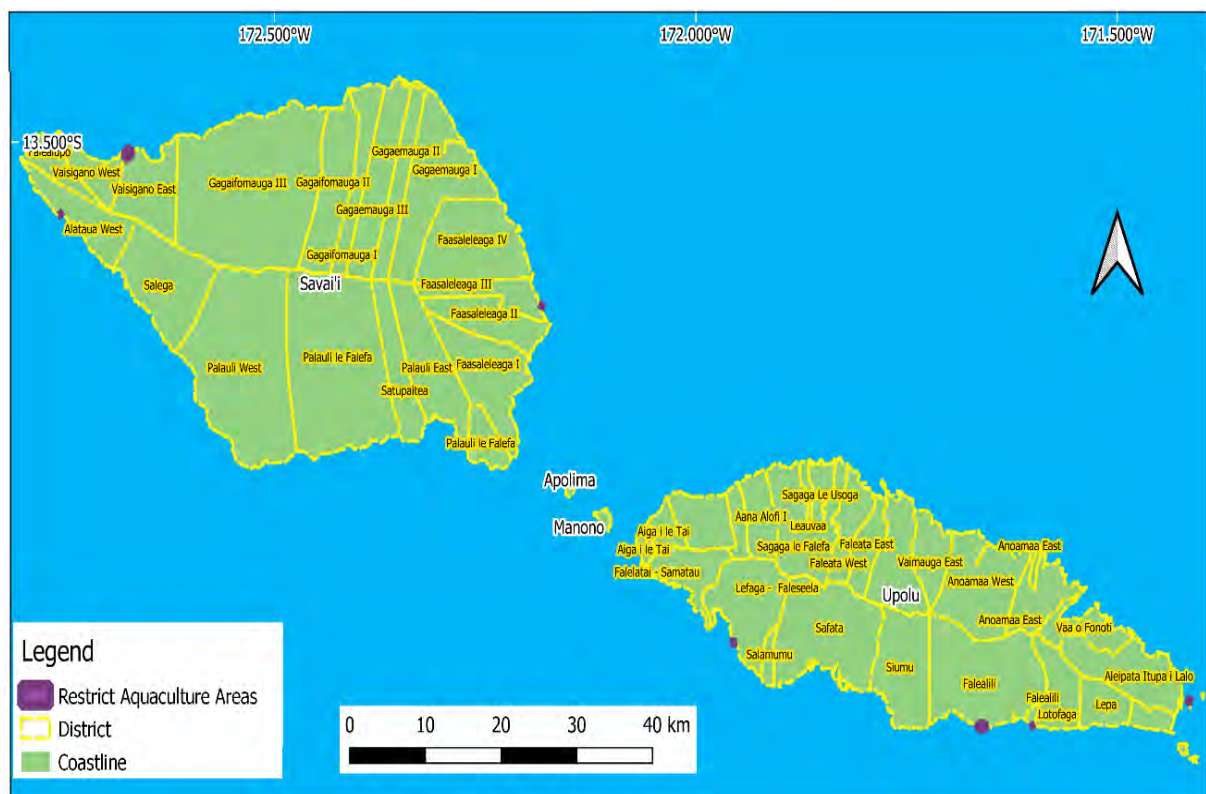 172.500°W
172.000°W
171.500°W
13.500°S
Falealupo
Vaisigano West
Vaisigano East
Gagaifomauga III
Gagaifomauga II
Gagaemauga II
Gagaemauga I
Gagaemauga III
Alataua West
Faasaleleaga IV
Gagaifomauga I
Salega
Savai'i
Faasaleleaga III
Faasaleleaga II
Palauli West
Palauli le Falefa
Palauli East
Faasaleleaga I
Satupaitea
Palauli le Falefa
Apolima
Manono
Sagaga Le Usoga
Aana Alofi I
Leauvaa
Aiga i le Tai
Sagaga le Falefa
Faleata East
Anoamaa East
Aiga i le Tai
Faleata West
Vaimauga East
Falelatai - Samatau
Anoamaa West
Lefaga - Faleseela
Upolu
Safata
Anoamaa East
Vaa o Fonoti
Salamumu
Siumu
Aleipata Itupa i Lalo
Falealili
Falealili
Lepa
Lotofaga
Legend
Restrict Aquaculture Areas
District
Coastline
0 10 20 30 40 km